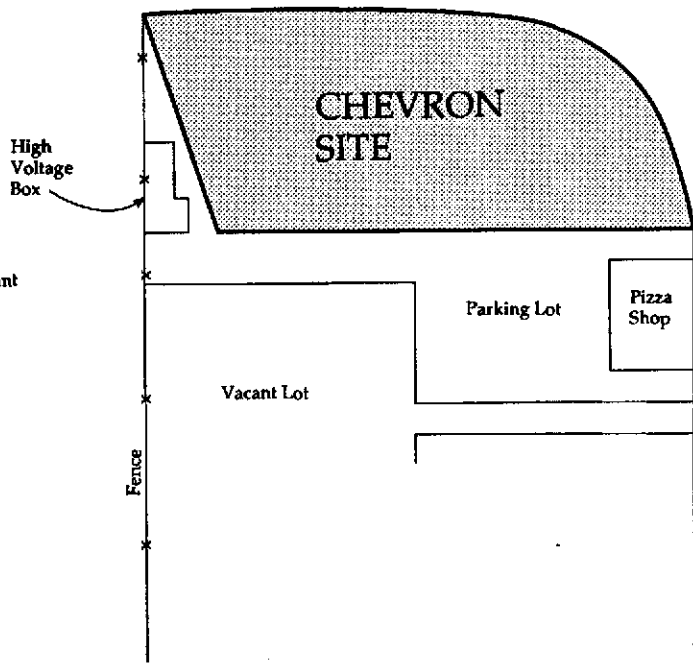 CHEVRON
SITE
High
Voltage
Box
Parking Lot
Pizza
Shop
Vacant Lot
Fence